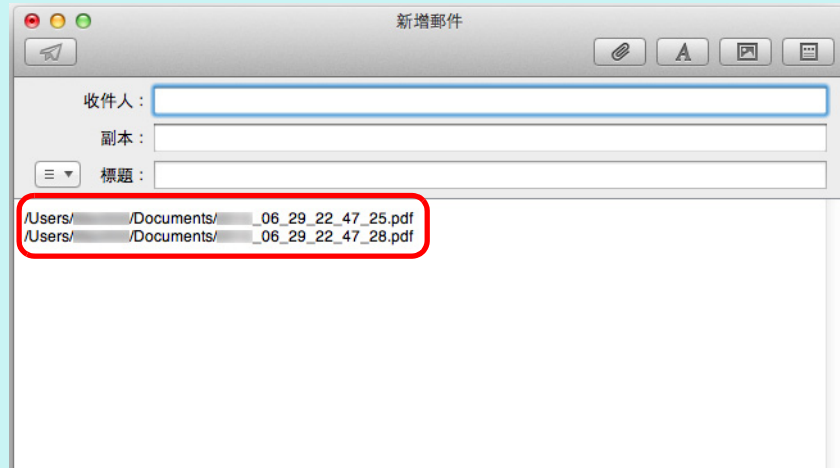 新增郵件
收件人：
副本：
標題：
/Users/ /Documents/ _06_29_22_47_25.pdf
/Users/ /Documents/ _06_29_22_47_28.pdf